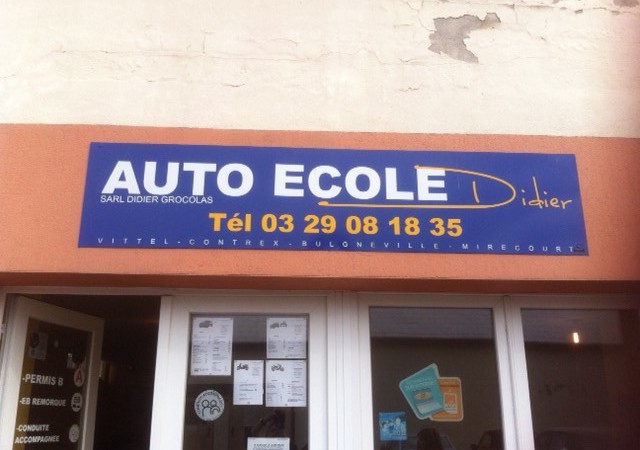 AUTO ECOLE Didier
SARL DIDIER GROCOLAS
Tél 03 29 08 18 35
VITTEL - CONTREX - BULGNEVILLE - MIRECOURT
-PERMIS B
-EB REMORQUE
-CONDUITE
ACCOMPAGNEE